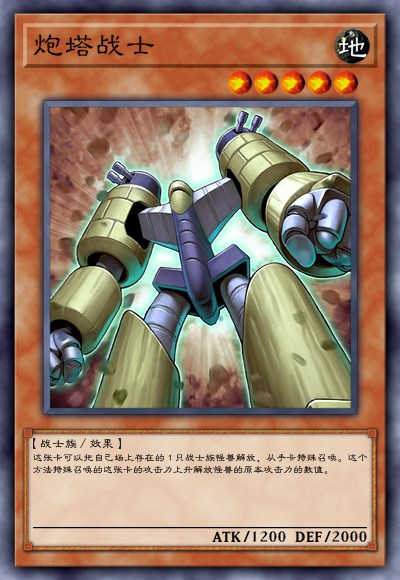 炮塔战士
地
【战士族/效果】
这张卡可以把自己场上存在的1只战士族怪兽解放，从手卡特殊召唤。这个
方法特殊召唤的这张卡的攻击力上升解放怪兽的原本攻击力的数值。
ATK/1200 DEF/2000